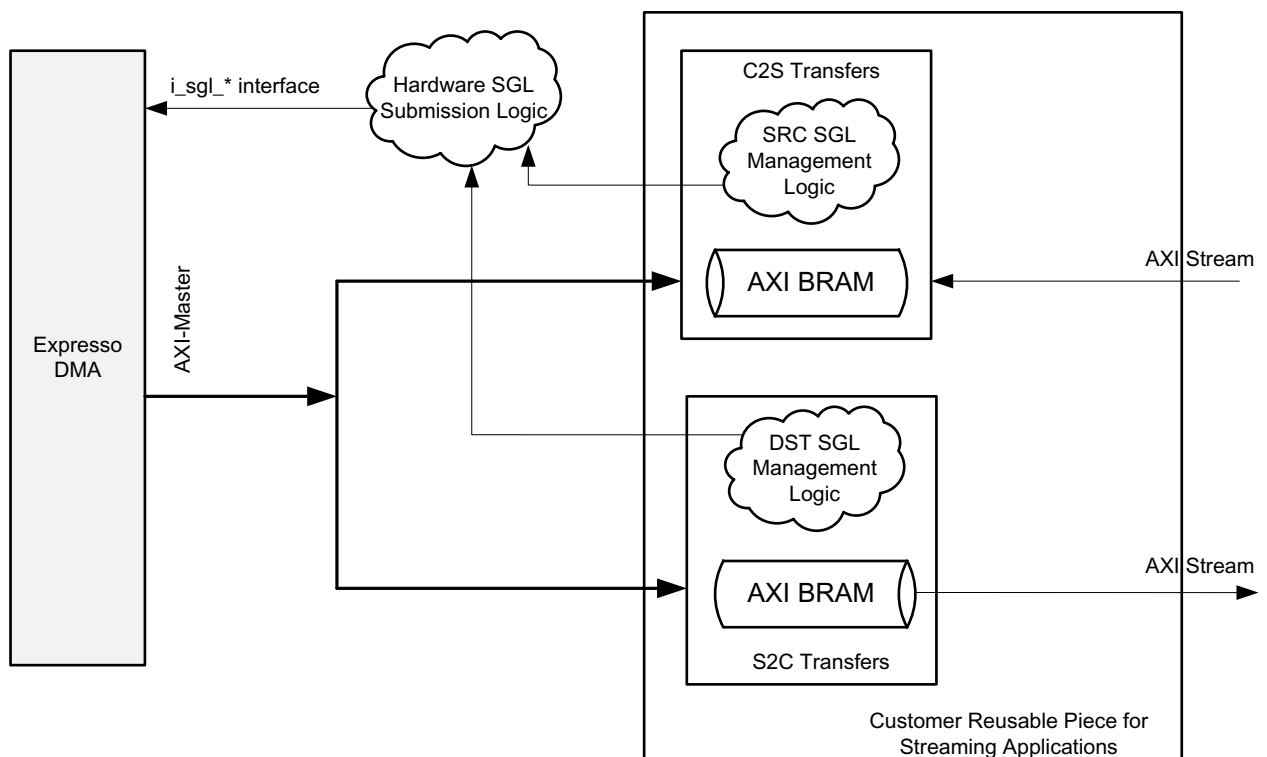 i_sgl_* interface
Hardware SGL
Submission Logic
C2S Transfers
SRC SGL
Management
Logic
AXI BRAM
AXI Stream
AXI-Master
Expresso
DMA
DST SGL
Management
Logic
AXI BRAM
AXI Stream
S2C Transfers
Customer Reusable Piece for
Streaming Applications